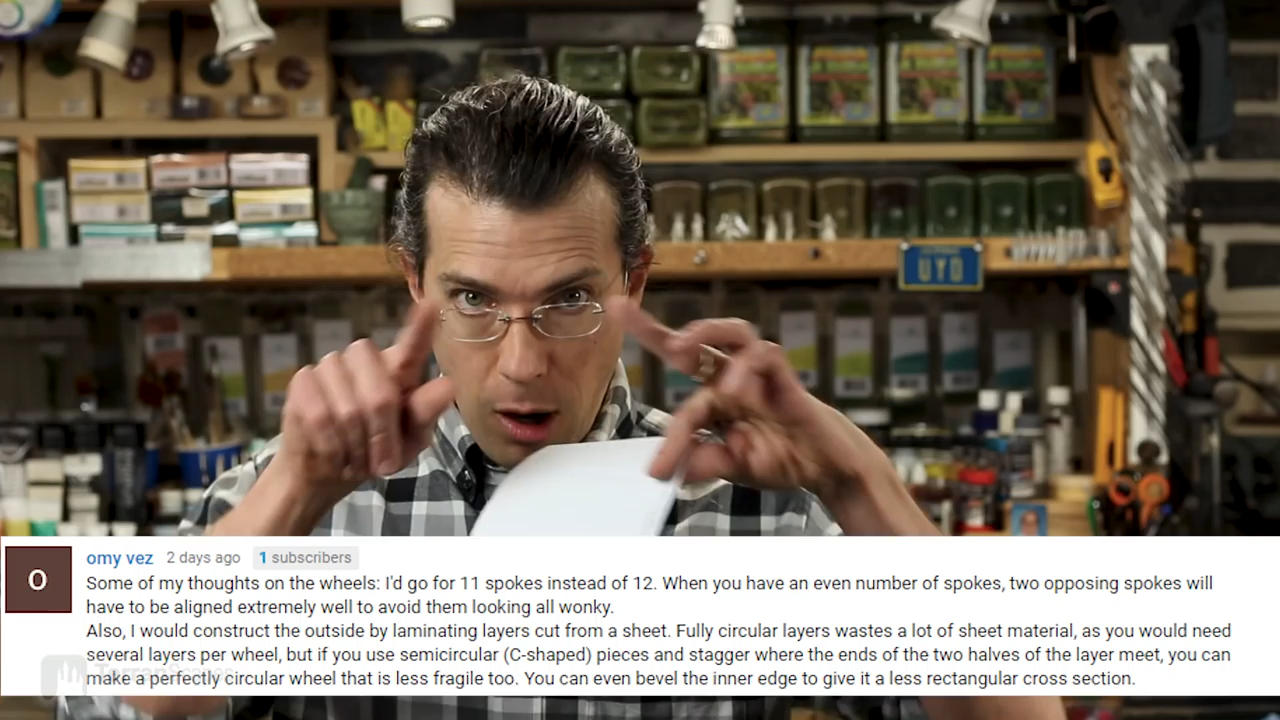 UYO
O
omy vez 2 days ago 1 subscribers
Some of my thoughts on the wheels: I'd go for 11 spokes instead of 12. When you have an even number of spokes, two opposing spokes will
have to be aligned extremely well to avoid them looking all wonky.
Also, I would construct the outside by laminating layers cut from a sheet. Fully circular layers wastes a lot of sheet material, as you would need
several layers per wheel, but if you use semicircular (C-shaped) pieces and stagger where the ends of the two halves of the layer meet, you can
make a perfectly circular wheel that is less fragile too. You can even bevel the inner edge to give it a less rectangular cross section.
TerranScapes